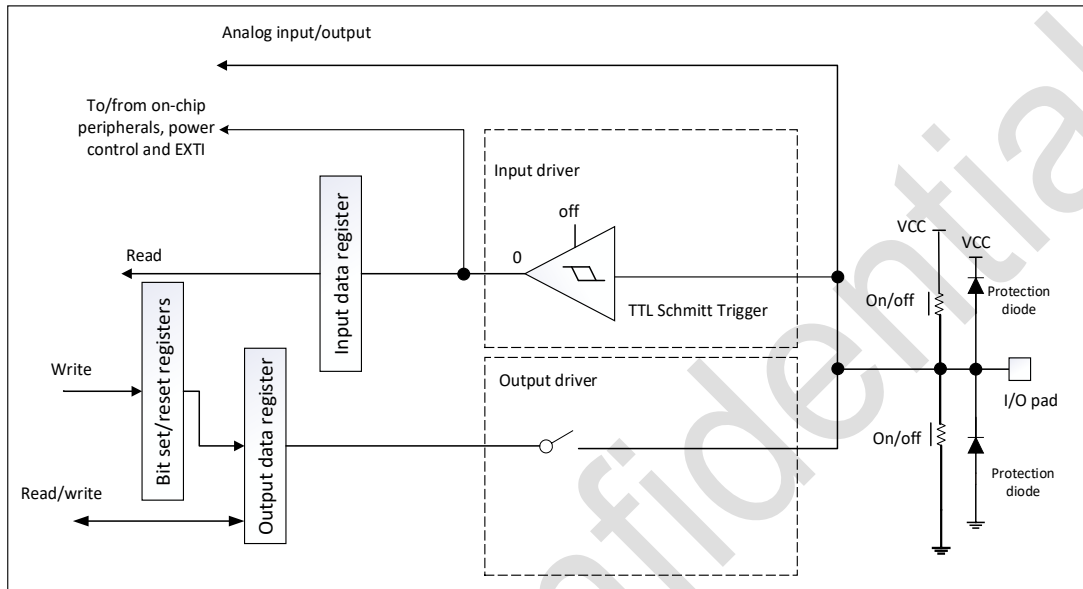 Analog input/output
To/from on-chip
peripherals, power
control and EXTI
Input driver
off
Read
0
Input data register
TTL Schmitt Trigger
VCC
VCC
On/off
Protection
diode
Write
Bit set/reset registers
Output data register
Output driver
I/O pad
On/off
Read/write
Protection
diode